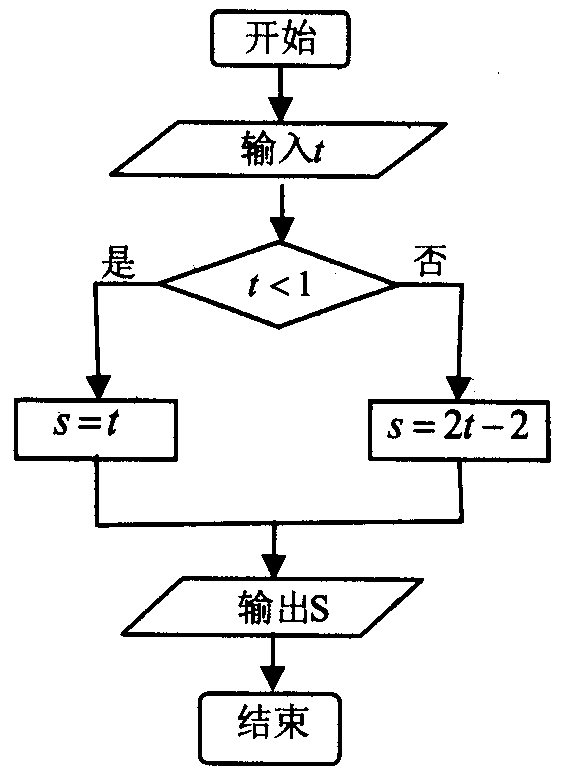 开始
输入t
是
否
t < 1
s = t
s = 2t − 2
输出S
结束